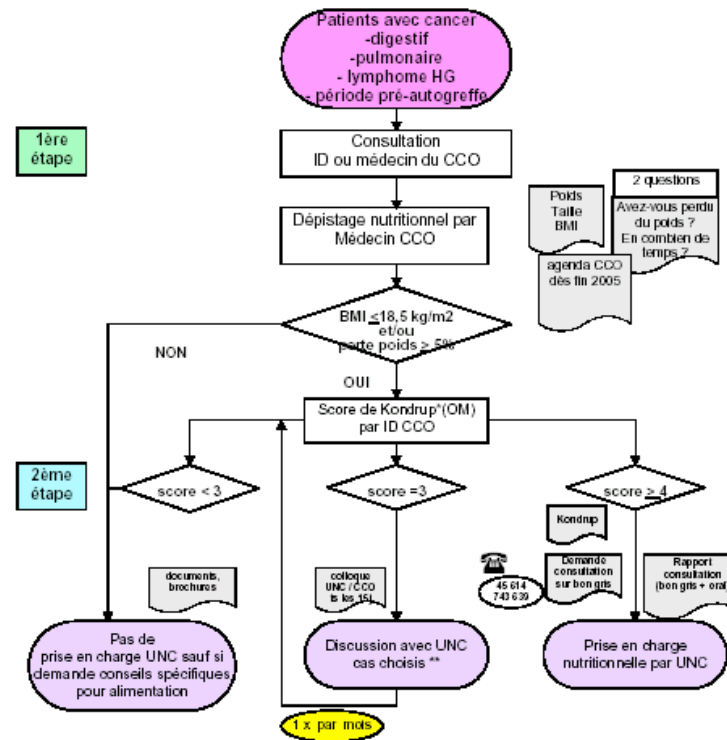 Patients avec cancer
-digestif
-pulmonaire
- lymphome HG
- période pré-autogreffe
1ère
étape
Consultation
ID ou médecin du CCO
Dépistage nutritionnel par
Médecin CCO
Poids
Taille
BMI
2 questions
Avez-vous perdu
du poids ?
En combien de
temps ?
agenda CCO
dès fin 2005
BMI <18,5 kg/m2
et/ou
perte poids > 5%
NON
OUI
Score de Kondrup*(OM)
par ID CCO
2ème
étape
score < 3
score =3
score > 4
Kondrup
documents,
brochures
colloque
UNC / CCO
ts les 15j.
45 614
743 639
Demande
consultation
sur bon gris
Rapport
consultation
(bon gris + oral)
Pas de
prise en charge UNC sauf si
demande conseils spécifiques
pour alimentation
Discussion avec UNC
cas choisis **
Prise en charge
nutritionnelle par UNC
1 x par mois